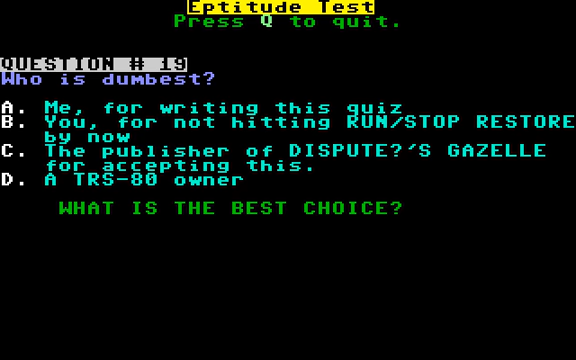 Eptitude Test
Press Q to quit.
QUESTION # 19
Who is dumbest?
A. Me, for writing this quiz
B. You, for not hitting RUN/STOP RESTORE
by now
C. The publisher of DISPUTE?'S GAZELLE
for accepting this.
D. A TRS-80 owner
WHAT IS THE BEST CHOICE?